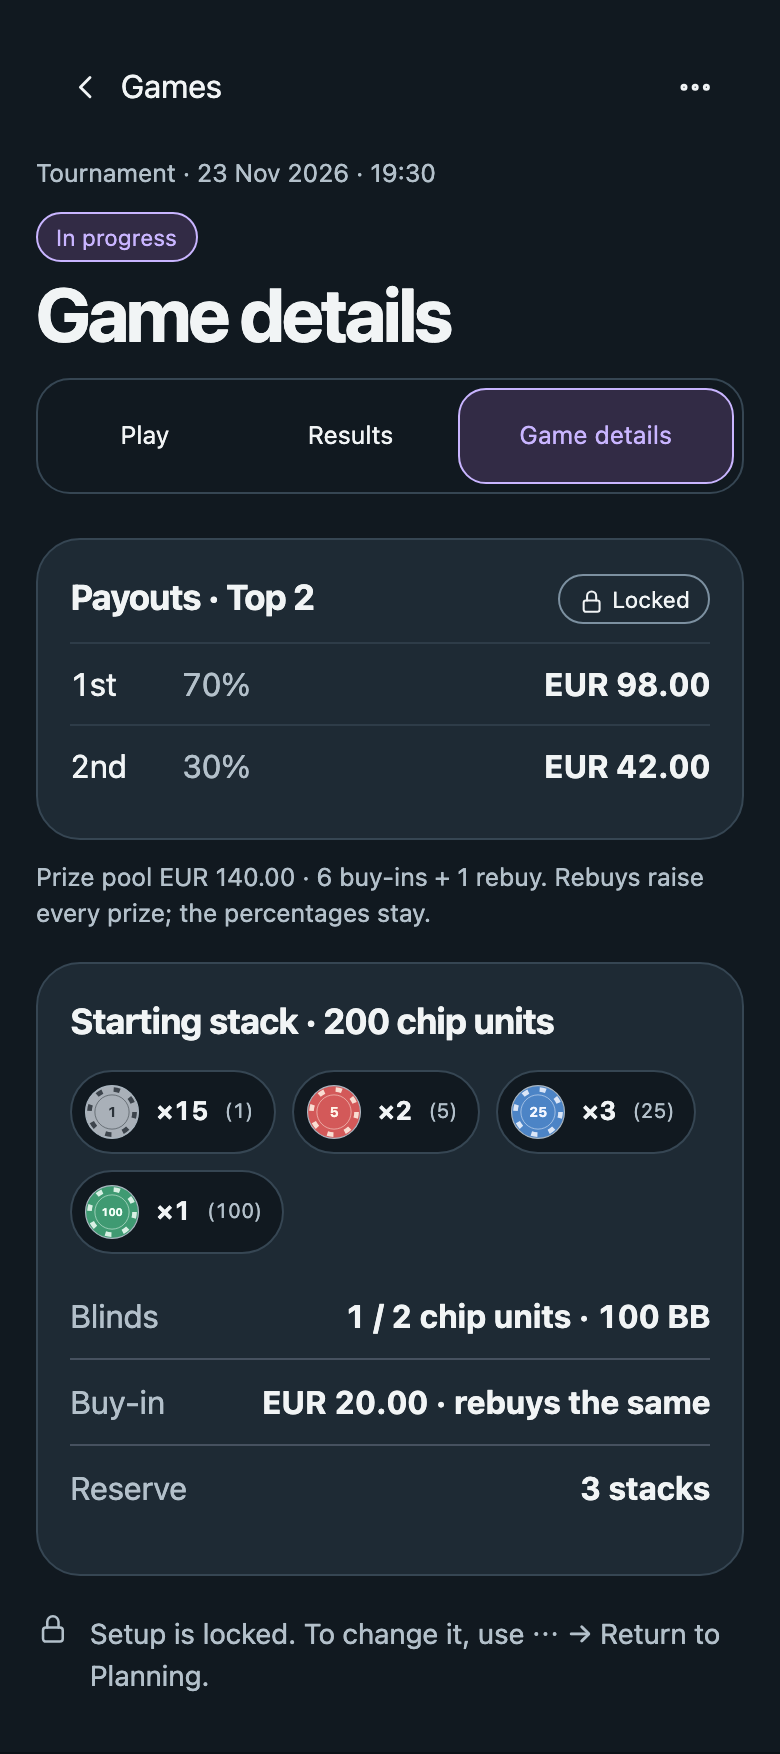 Games
Tournament · 23 Nov 2026 · 19:30
In progress
Game details
Play Results Game details
Payouts · Top 2 Locked
1st 70% EUR 98.00
2nd 30% EUR 42.00
Prize pool EUR 140.00 · 6 buy-ins + 1 rebuy. Rebuys raise
every prize; the percentages stay.
Starting stack · 200 chip units
1 ×15 (1) 5 ×2 (5) 25 ×3 (25)
100 ×1 (100)
Blinds 1 / 2 chip units · 100 BB
Buy-in EUR 20.00 · rebuys the same
Reserve 3 stacks
Setup is locked. To change it, use ··· → Return to
Planning.